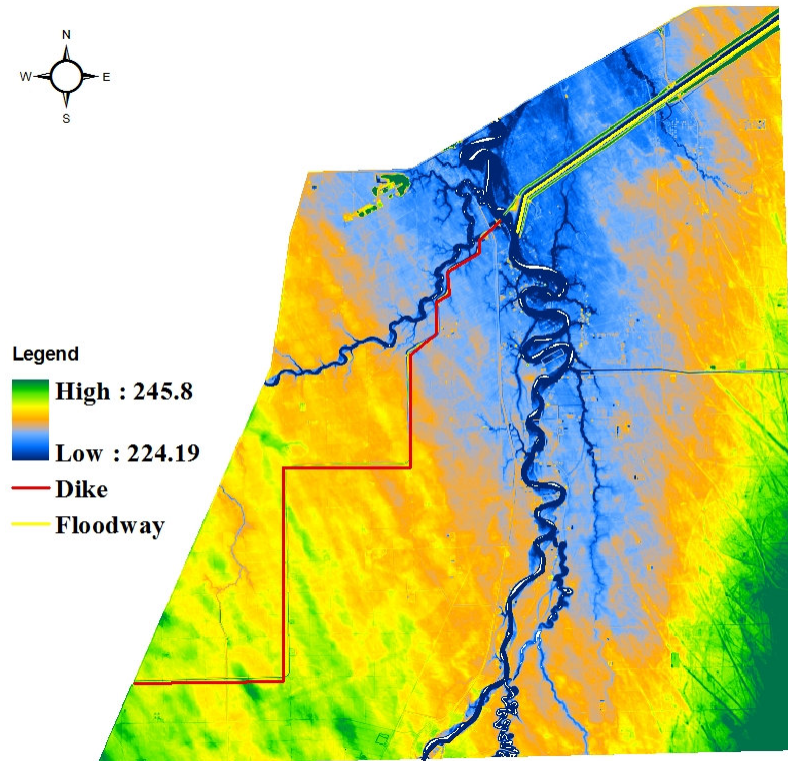 N
W E
S
Legend
High : 245.8
Low : 224.19
Dike
Floodway